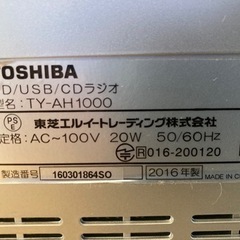 TOSHIBA
D/USB/CDラジオ
型名:TY-AH1000
PS
E
東芝エルイートレーディング株式会社
定格:AC~100V 20W 50/60Hz
R016-200120
製造番号 160301864SO
2016年製
MADE IN C